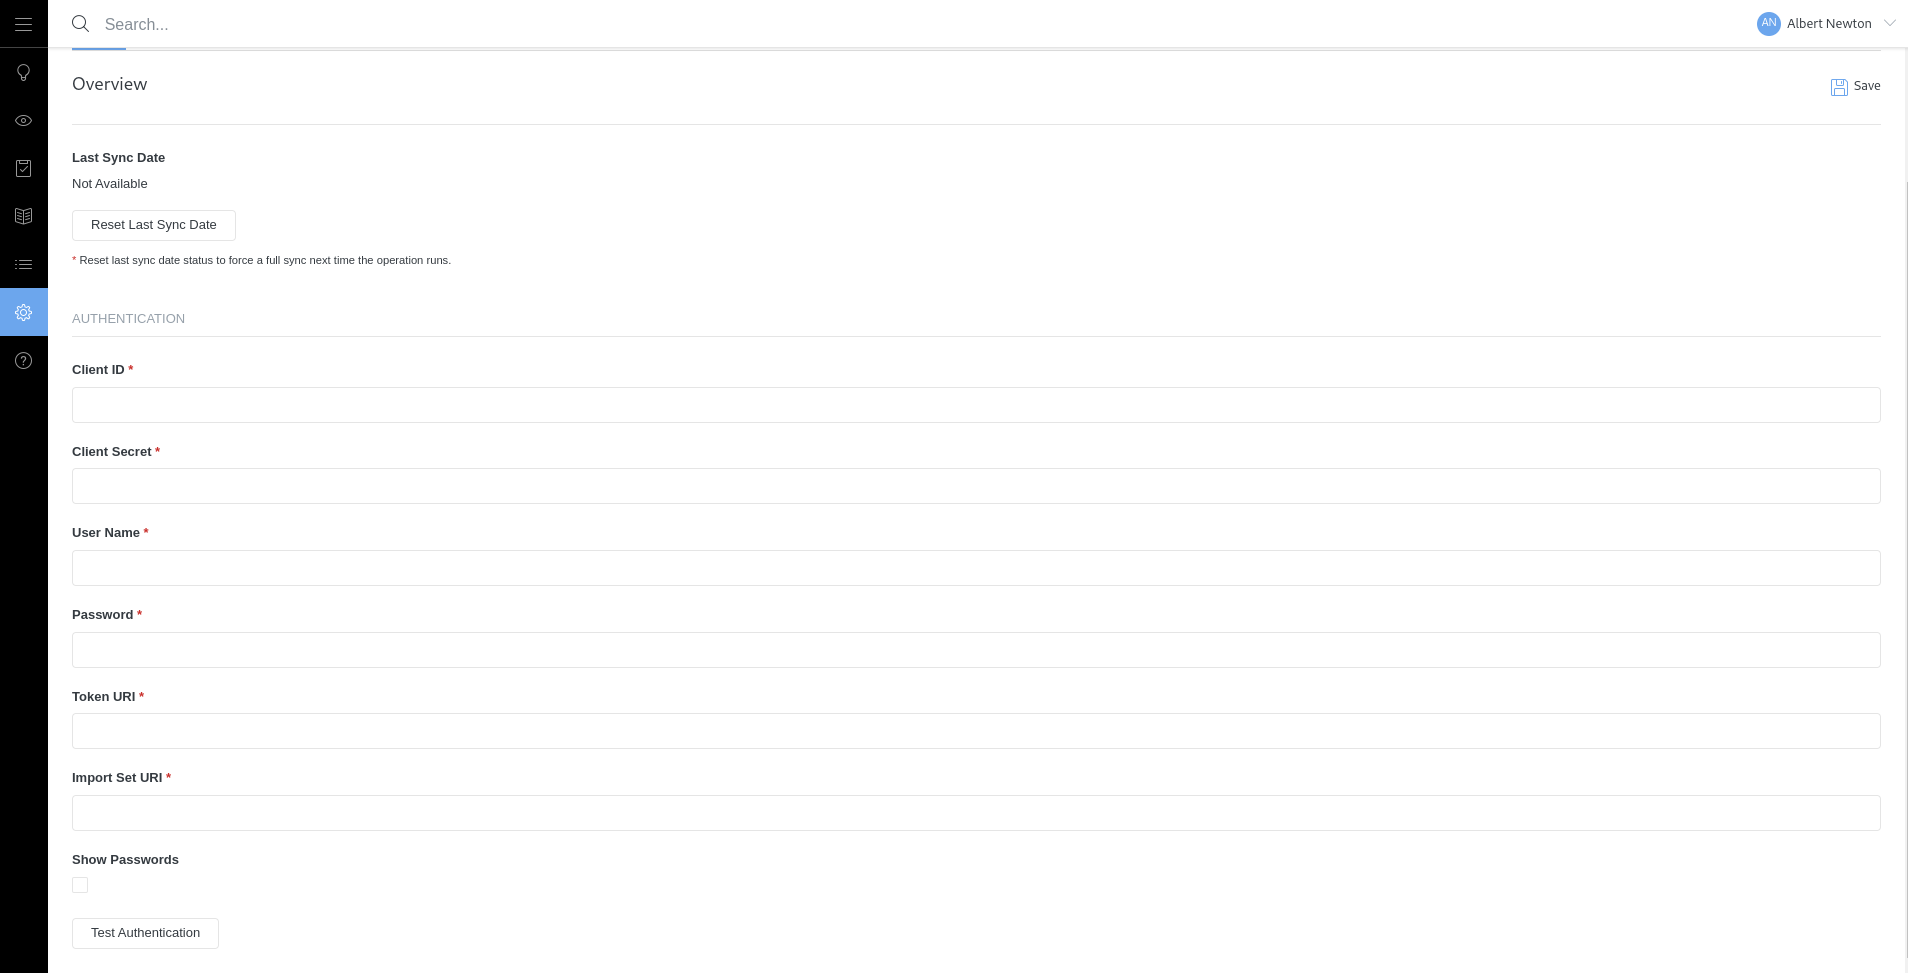 Search...
AN Albert Newton
Overview
Save
Last Sync Date
Not Available
Reset Last Sync Date
* Reset last sync date status to force a full sync next time the operation runs.
AUTHENTICATION
Client ID *
Client Secret *
User Name *
Password *
Token URI *
Import Set URI *
Show Passwords
Test Authentication